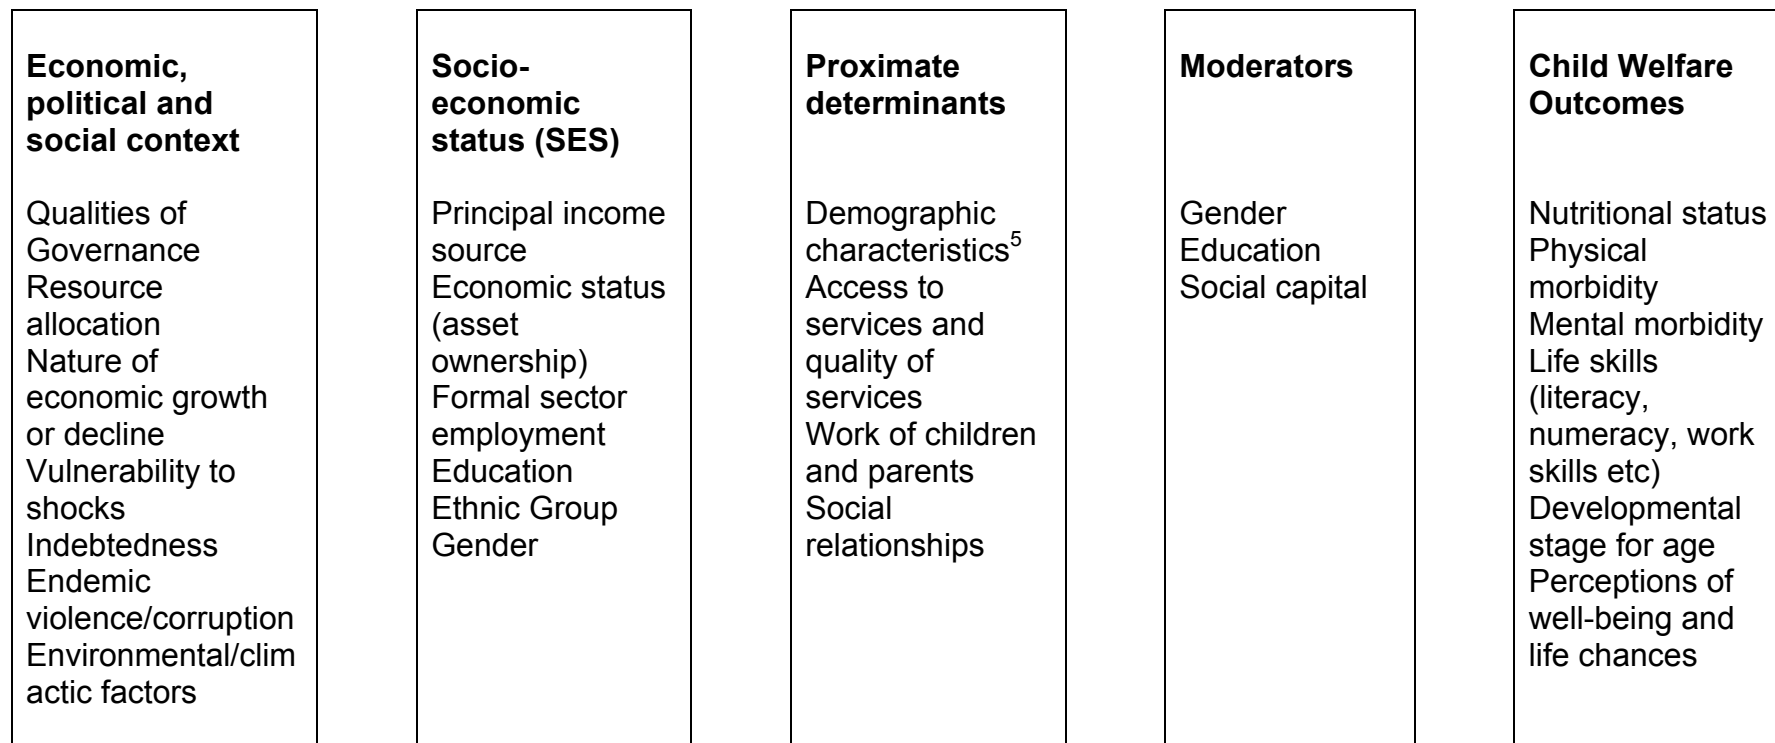 Economic,
political and
social context
Qualities of
Governance
Resource
allocation
Nature of
economic growth
or decline
Vulnerability to
shocks
Indebtedness
Endemic
violence/corruption
Environmental/clim
actic factors
Socio-
economic
status (SES)
Principal income
source
Economic status
(asset
ownership)
Formal sector
employment
Education
Ethnic Group
Gender
Proximate
determinants
Demographic
characteristics5
Access to
services and
quality of
services
Work of children
and parents
Social
relationships
Moderators
Gender
Education
Social capital
Child Welfare
Outcomes
Nutritional status
Physical
morbidity
Mental morbidity
Life skills
(literacy,
numeracy, work
skills etc)
Developmental
stage for age
Perceptions of
well-being and
life chances